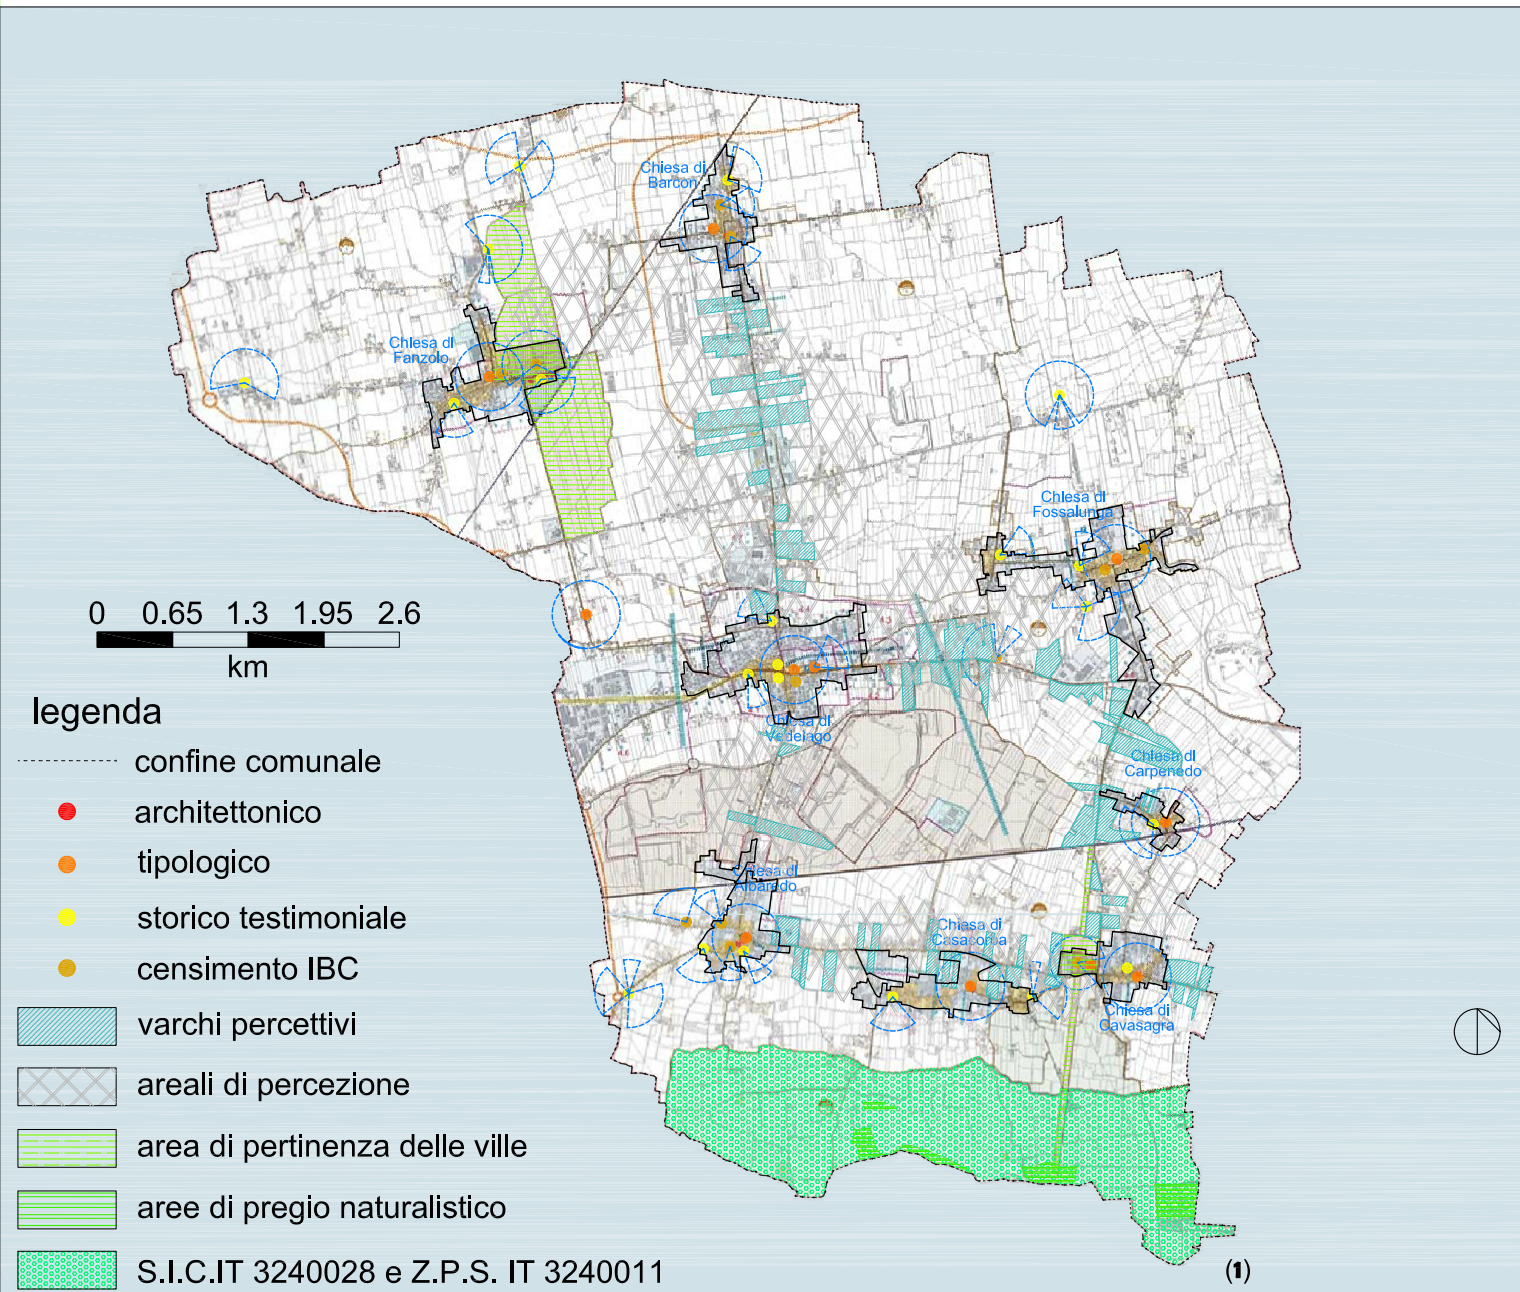 Chiesa di
Barcon
Chiesa di
Fanzolo
Chiesa di
Fossalunga
0 0.65 1.3 1.95 2.6
km
Chiesa di
Vedelago
Chiesa di
Carpenedo
Chiesa di
Albaredo
Chiesa di
Casacorba
Chiesa di
Cavasagra
legenda
confine comunale
architettonico
tipologico
storico testimoniale
censimento IBC
varchi percettivi
areali di percezione
area di pertinenza delle ville
aree di pregio naturalistico
S.I.C.IT 3240028 e Z.P.S. IT 3240011
(1)